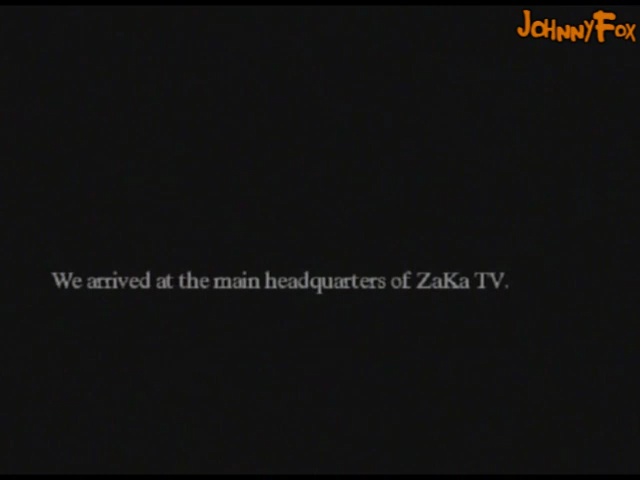 JohnnyFox
We arrived at the main headquarters of ZaKa TV.